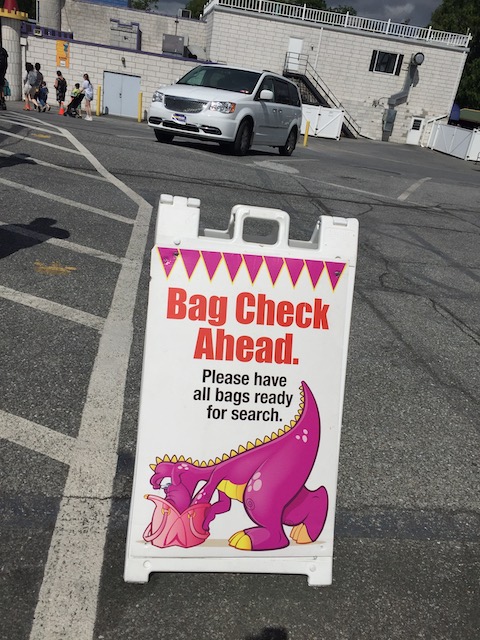 Bag Check
Ahead.
Please have
all bags ready
for search.